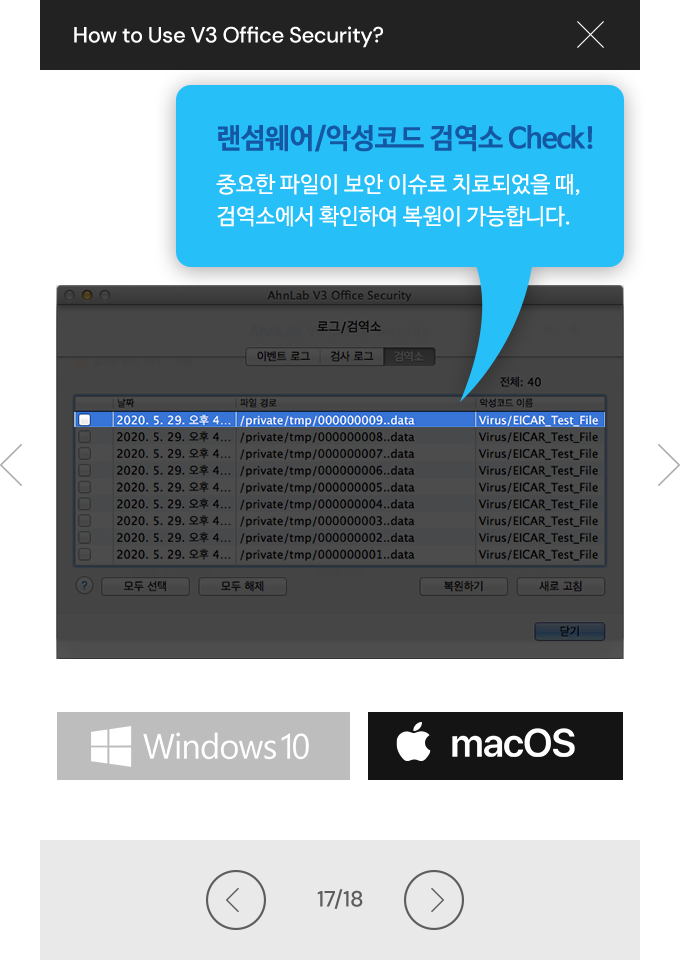 How to Use V3 Office Security?
랜섬웨어/악성코드 검역소 Check!
중요한 파일이 보안 이슈로 치료되었을 때,
검역소에서 확인하여 복원이 가능합니다.
AhnLab V3 Office Security
로그/검역소
이벤트 로그 검사 로그 검역소
전체: 40
날짜 파일 경로 악성코드 이름
2020. 5. 29. 오후 4... /private/tmp/000000009..data Virus/EICAR_Test_File
2020. 5. 29. 오후 4... /private/tmp/000000008..data Virus/EICAR_Test_File
2020. 5. 29. 오후 4... /private/tmp/000000007..data Virus/EICAR_Test_File
2020. 5. 29. 오후 4... /private/tmp/000000006..data Virus/EICAR_Test_File
2020. 5. 29. 오후 4... /private/tmp/000000005..data Virus/EICAR_Test_File
2020. 5. 29. 오후 4... /private/tmp/000000004..data Virus/EICAR_Test_File
2020. 5. 29. 오후 4... /private/tmp/000000003..data Virus/EICAR_Test_File
2020. 5. 29. 오후 4... /private/tmp/000000002..data Virus/EICAR_Test_File
2020. 5. 29. 오후 4... /private/tmp/000000001..data Virus/EICAR_Test_File
? 모두 선택 모두 해제 복원하기 새로 고침
닫기
Windows 10 macOS
17/18